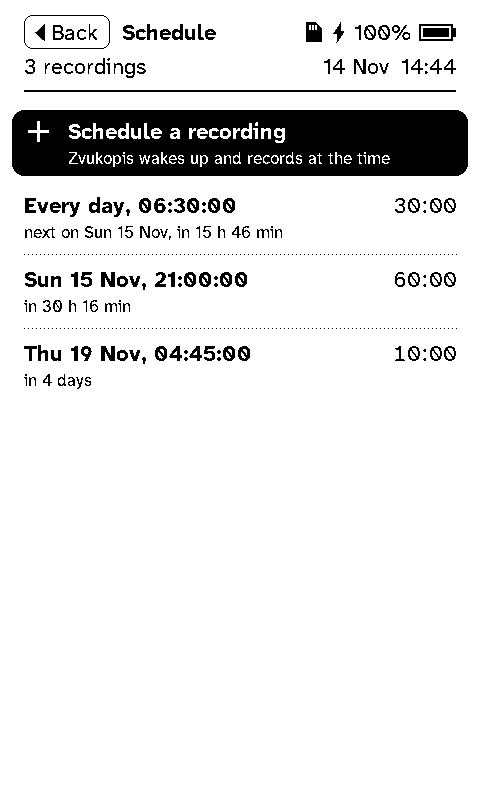 Back Schedule 100%
3 recordings 14 Nov 14:44
Schedule a recording
Zvukopis wakes up and records at the time
Every day, 06:30:00 30:00
next on Sun 15 Nov, in 15 h 46 min
Sun 15 Nov, 21:00:00 60:00
in 30 h 16 min
Thu 19 Nov, 04:45:00 10:00
in 4 days